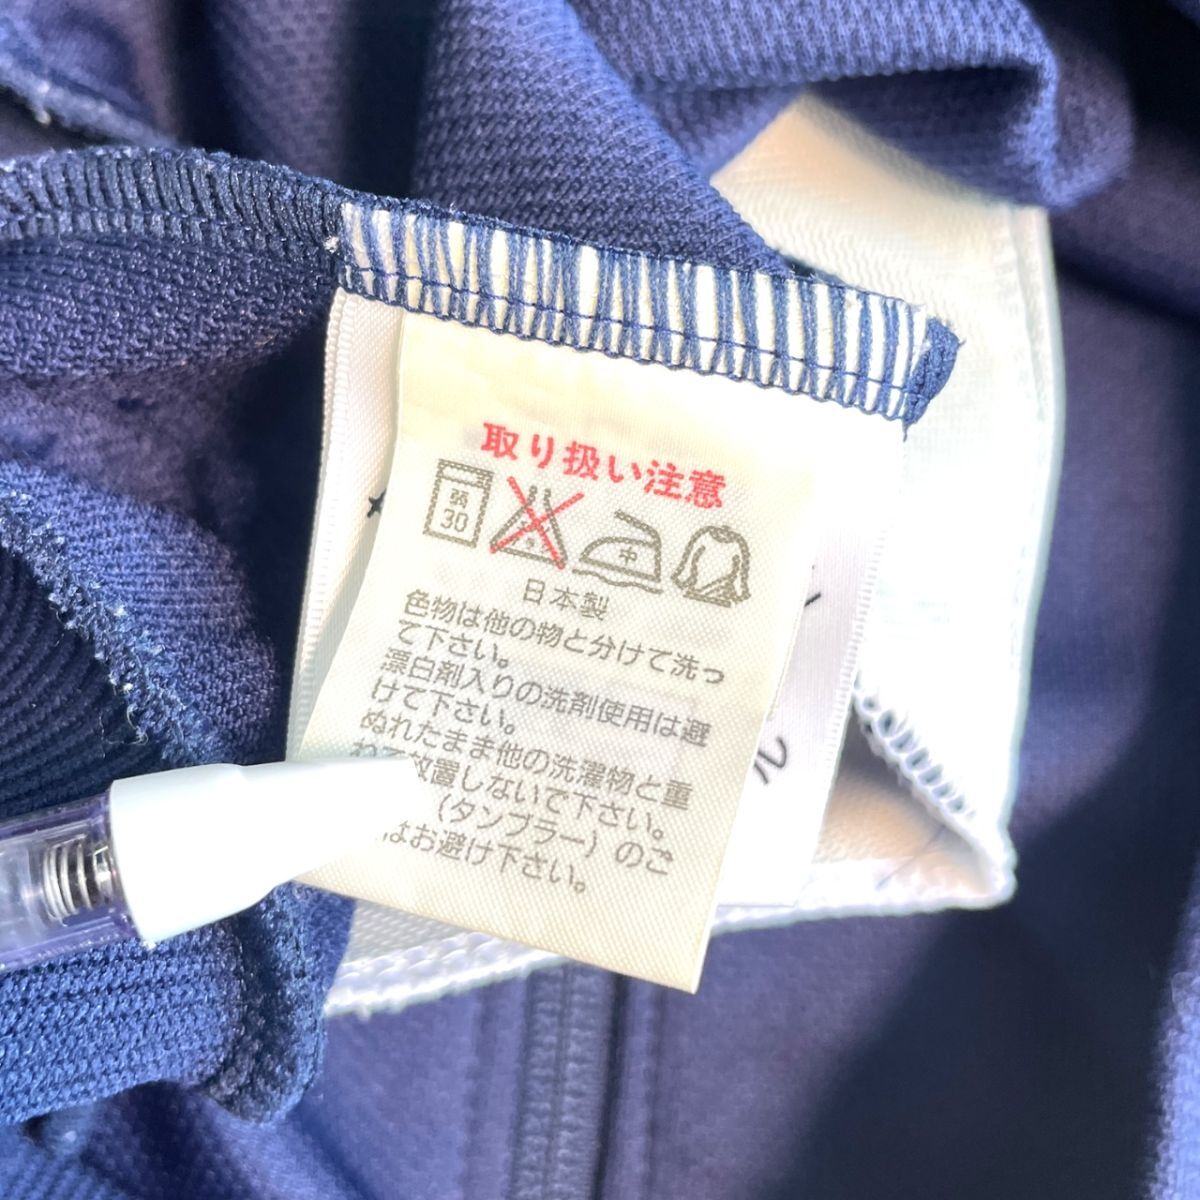 取り扱い注意
弱
30
中
日本製
色物は他の物と分けて洗っ
て下さい。
漂白剤入りの洗剤使用は避
けて下さい。
ぬれたまま他の洗濯物と重
放置しないで下さい。
(タンブラー)のご
はお避け下さい。
ル